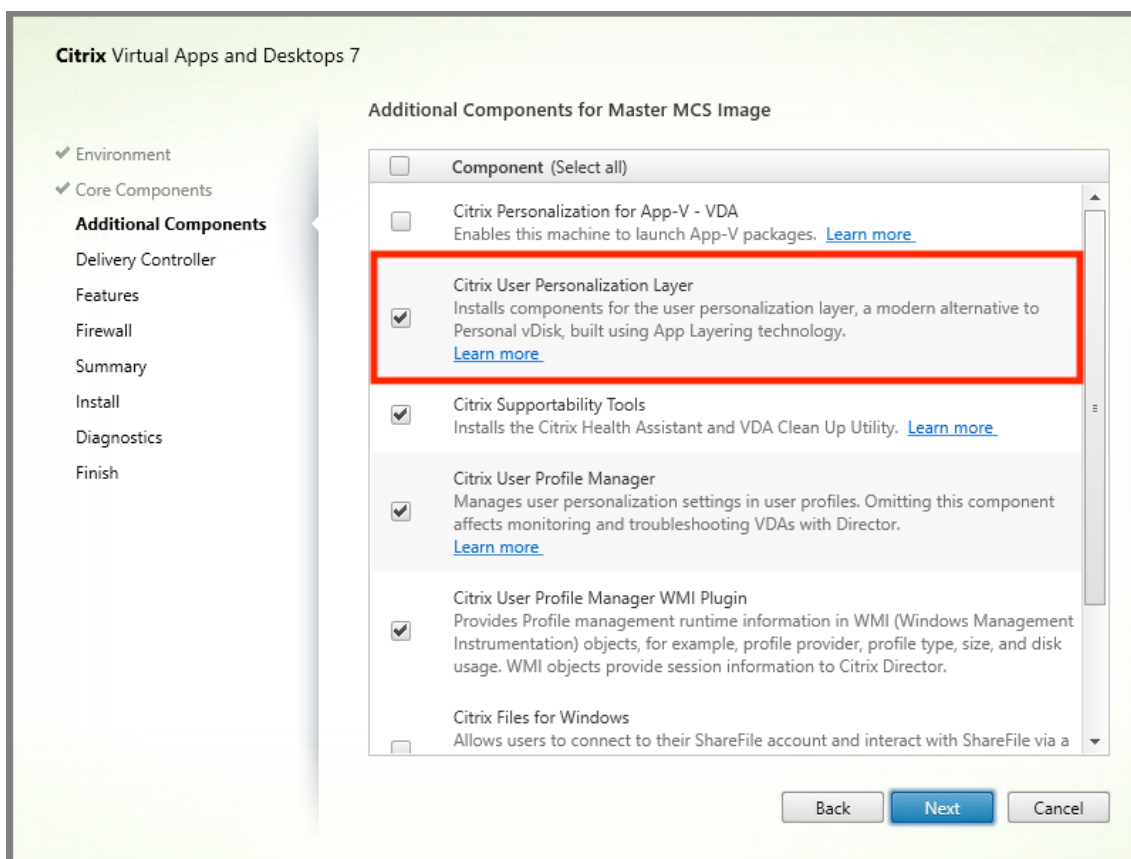 Citrix Virtual Apps and Desktops 7
Additional Components for Master MCS Image
Environment
Core Components
Additional Components
Delivery Controller
Features
Firewall
Summary
Install
Diagnostics
Finish
Component (Select all)
Citrix Personalization for App-V - VDA
Enables this machine to launch App-V packages. Learn more
Citrix User Personalization Layer
Installs components for the user personalization layer, a modern alternative to
Personal vDisk, built using App Layering technology.
Learn more
Citrix Supportability Tools
Installs the Citrix Health Assistant and VDA Clean Up Utility. Learn more
Citrix User Profile Manager
Manages user personalization settings in user profiles. Omitting this component
affects monitoring and troubleshooting VDAs with Director.
Learn more
Citrix User Profile Manager WMI Plugin
Provides Profile management runtime information in WMI (Windows Management
Instrumentation) objects, for example, profile provider, profile type, size, and disk
usage. WMI objects provide session information to Citrix Director.
Citrix Files for Windows
Allows users to connect to their ShareFile account and interact with ShareFile via a
Back
Next
Cancel